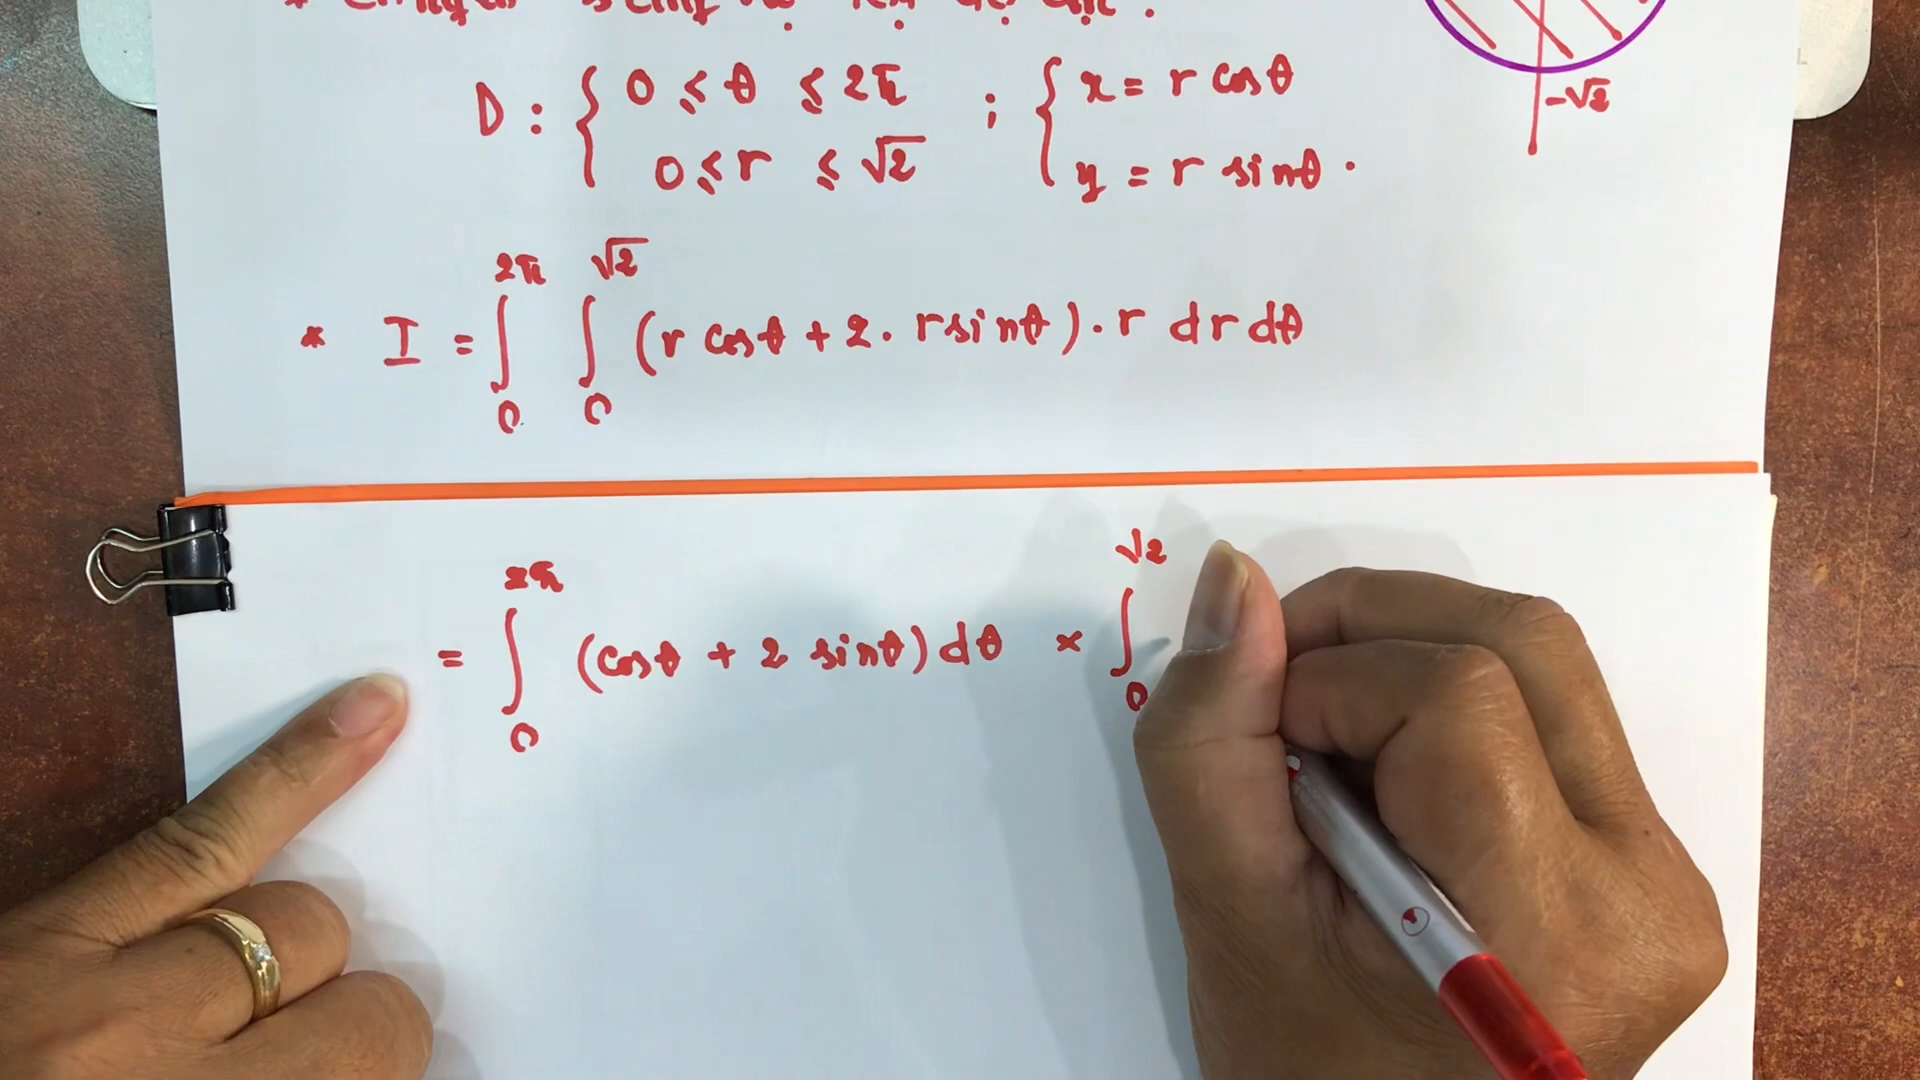 -√2
D : { 0 ≤ θ ≤ 2π ; { x = r cosθ
0 ≤ r ≤ √2 y = r sinθ .
* I = ∫₀^2π ∫₀^√2 (r cosθ + 2 . r sinθ) . r dr dθ
= ∫₀^2π (cosθ + 2 sinθ) dθ × ∫₀^√2